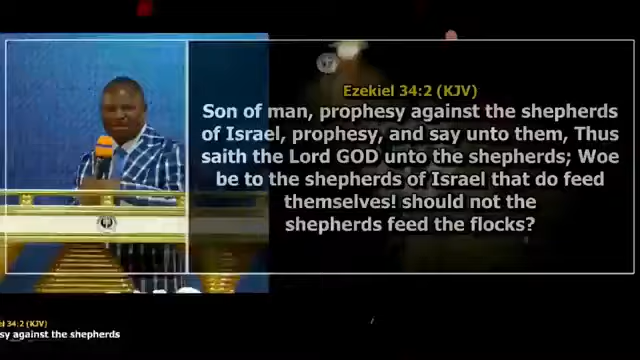 Ezekiel 34:2 (KJV)
Son of man, prophesy against the shepherds
of Israel, prophesy, and say unto them, Thus
saith the Lord GOD unto the shepherds; Woe
be to the shepherds of Israel that do feed
themselves! should not the
shepherds feed the flocks?
el 34:2 (KJV)
sy against the shepherds